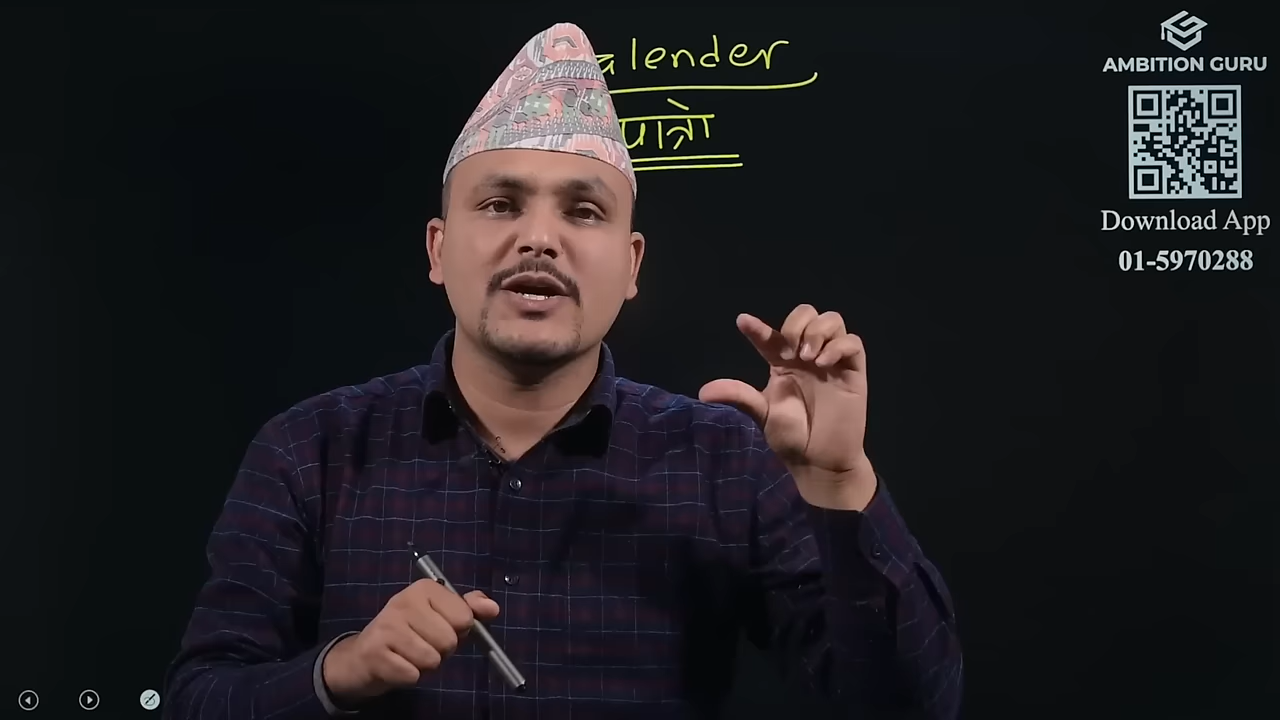 alender
पात्रो
AMBITION GURU
Download App
01-5970288